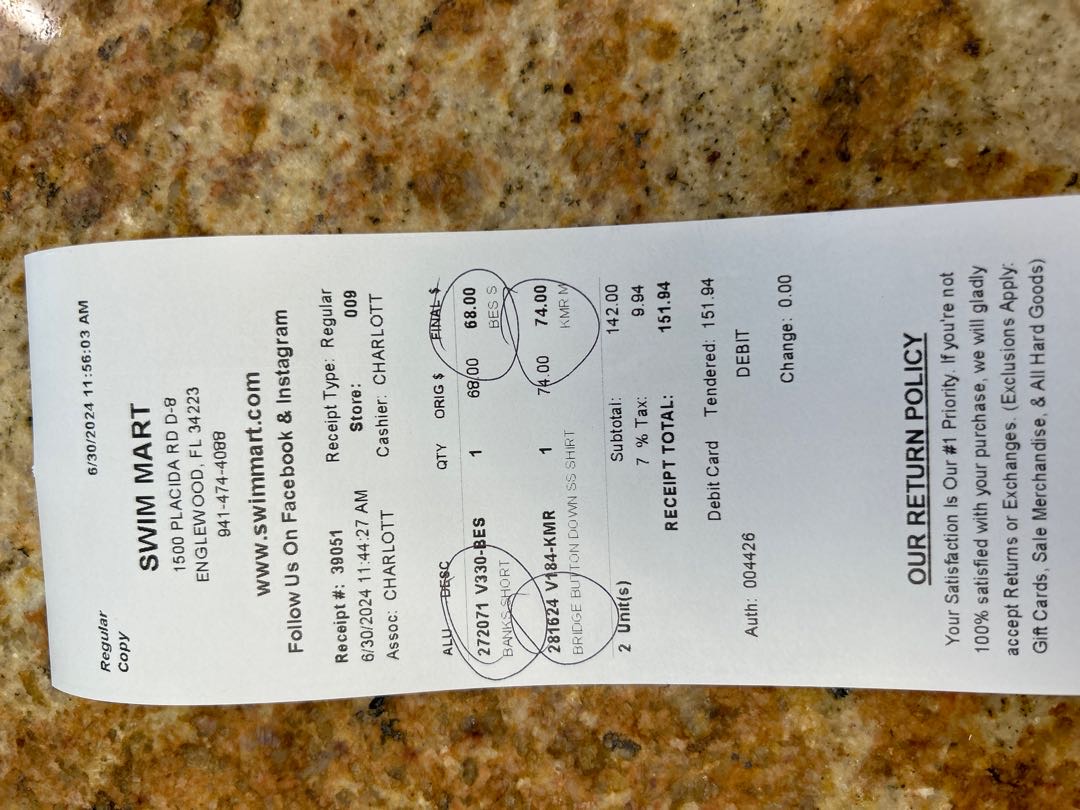 Regular
Copy
6/30/2024 11:56:03 AM
SWIM MART
1500 PLACIDA RD D-8
ENGLEWOOD, FL 34223
941-474-4088
www.swimmart.com
Follow Us On Facebook & Instagram
Receipt #: 39051 Receipt Type: Regular
6/30/2024 11:44:27 AM Store: 009
Assoc: CHARLOTT Cashier: CHARLOTT
ALU DESC QTY ORIG $ FINAL $
272071 V330-BES 1 68.00 68.00
BANKS SHORT BES S
281624 V184-KMR 1 74.00 74.00
BRIDGE BUTTON DOWN SS SHIRT KMR M
2 Unit(s) Subtotal: 142.00
7 % Tax: 9.94
RECEIPT TOTAL: 151.94
Debit Card Tendered: 151.94
Auth: 004426 DEBIT
Change: 0.00
OUR RETURN POLICY
Your Satisfaction Is Our #1 Priority. If you're not
100% satisfied with your purchase, we will gladly
accept Returns or Exchanges. (Exclusions Apply:
Gift Cards, Sale Merchandise, & All Hard Goods)